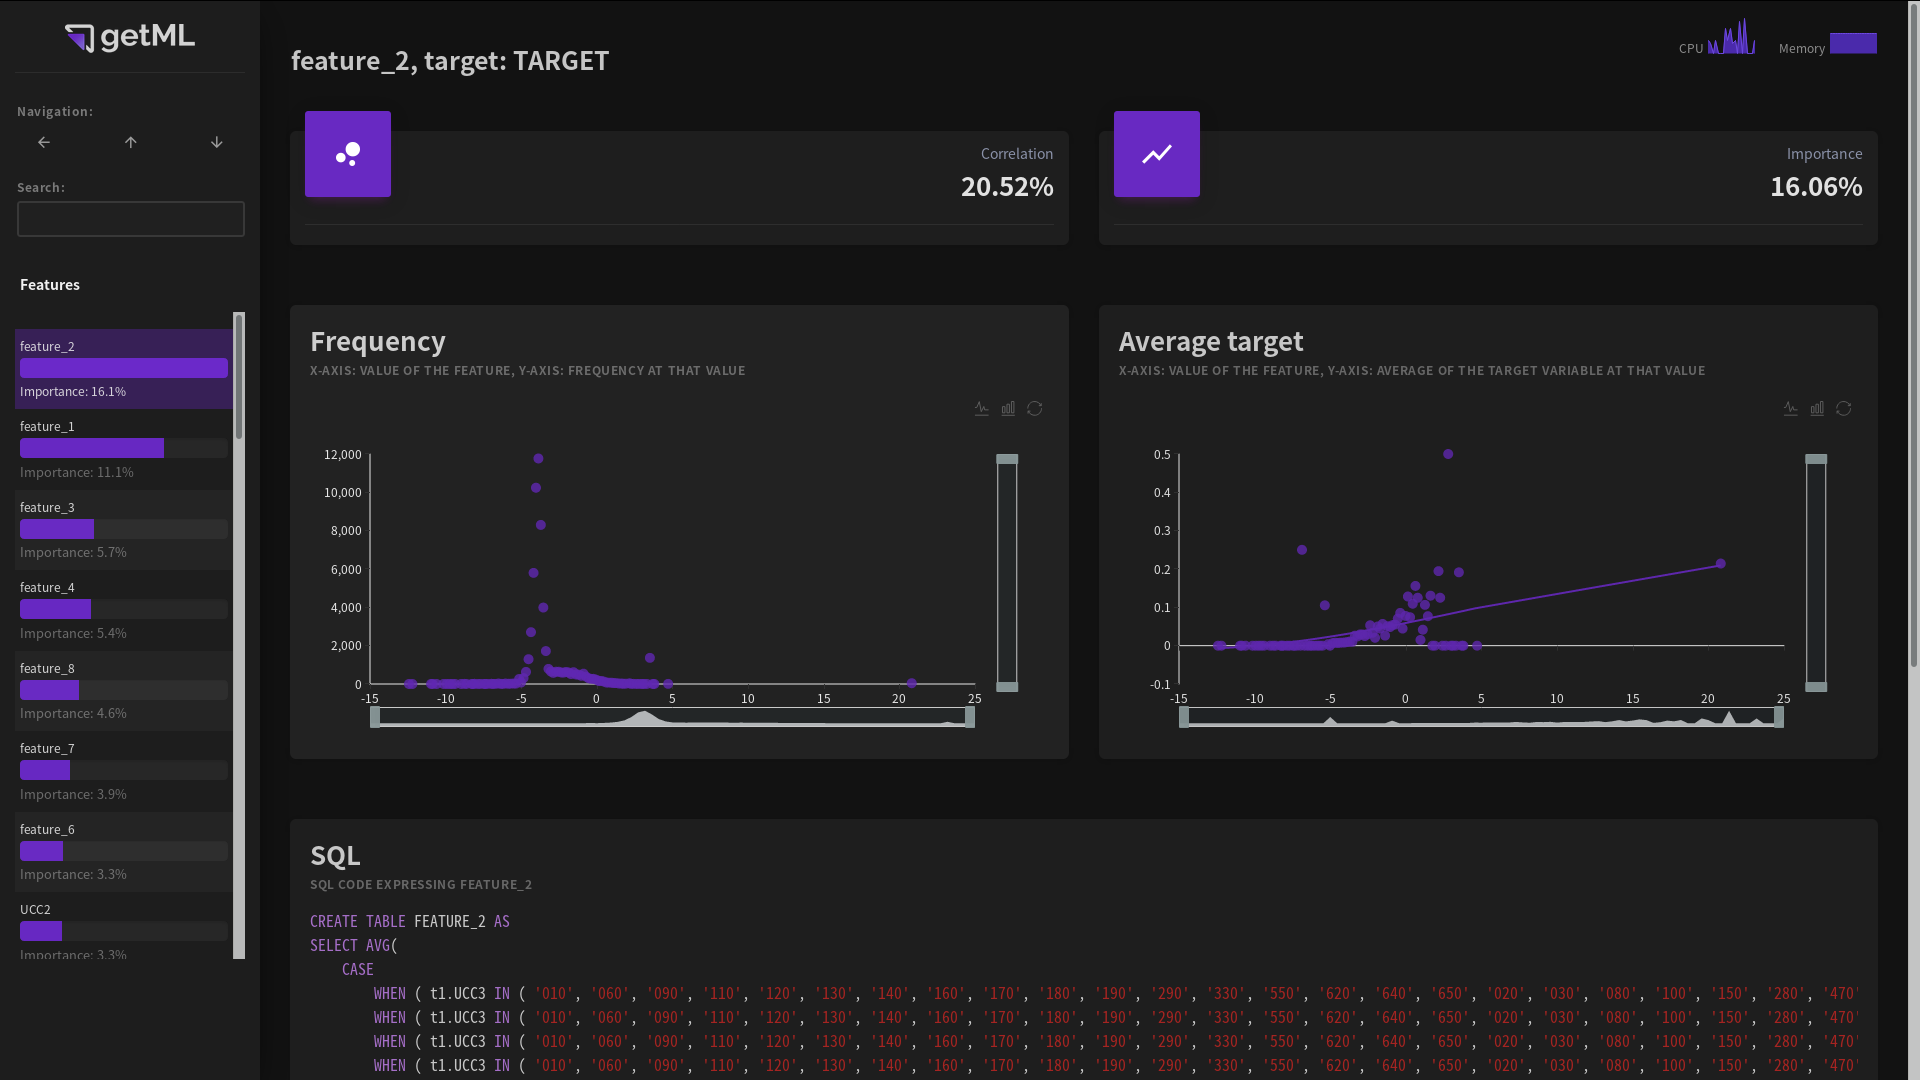 getML
Navigation:
Search:
Features
feature_2
Importance: 16.1%
feature_1
Importance: 11.1%
feature_3
Importance: 5.7%
feature_4
Importance: 5.4%
feature_8
Importance: 4.6%
feature_7
Importance: 3.9%
feature_6
Importance: 3.3%
UCC2
Importance: 3.3%
feature_2, target: TARGET
CPU
Memory
Correlation
20.52%
Importance
16.06%
Frequency
X-AXIS: VALUE OF THE FEATURE, Y-AXIS: FREQUENCY AT THAT VALUE
12,000
10,000
8,000
6,000
4,000
2,000
0
-15 -10 -5 0 5 10 15 20 25
Average target
X-AXIS: VALUE OF THE FEATURE, Y-AXIS: AVERAGE OF THE TARGET VARIABLE AT THAT VALUE
0.5
0.4
0.3
0.2
0.1
0
-0.1
-15 -10 -5 0 5 10 15 20 25
SQL
SQL CODE EXPRESSING FEATURE_2
CREATE TABLE FEATURE_2 AS
SELECT AVG(
CASE
WHEN ( t1.UCC3 IN ( '010', '060', '090', '110', '120', '130', '140', '160', '170', '180', '190', '290', '330', '550', '620', '640', '650', '020', '030', '080', '100', '150', '280', '470'
WHEN ( t1.UCC3 IN ( '010', '060', '090', '110', '120', '130', '140', '160', '170', '180', '190', '290', '330', '550', '620', '640', '650', '020', '030', '080', '100', '150', '280', '470'
WHEN ( t1.UCC3 IN ( '010', '060', '090', '110', '120', '130', '140', '160', '170', '180', '190', '290', '330', '550', '620', '640', '650', '020', '030', '080', '100', '150', '280', '470'
WHEN ( t1.UCC3 IN ( '010', '060', '090', '110', '120', '130', '140', '160', '170', '180', '190', '290', '330', '550', '620', '640', '650', '020', '030', '080', '100', '150', '280', '470'